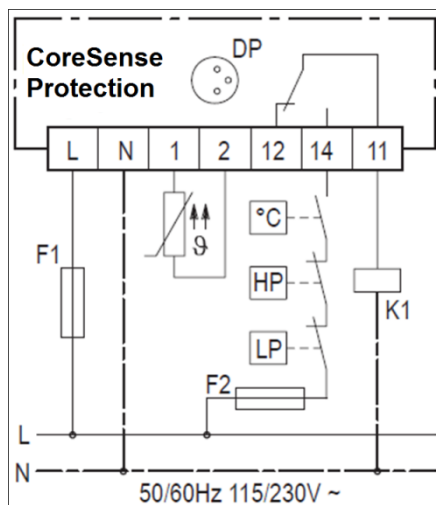 CoreSense
Protection
DP
L N 1 2 12 14 11
°C
F1
ϑ
HP
K1
LP
F2
L
N
50/60Hz 115/230V ~